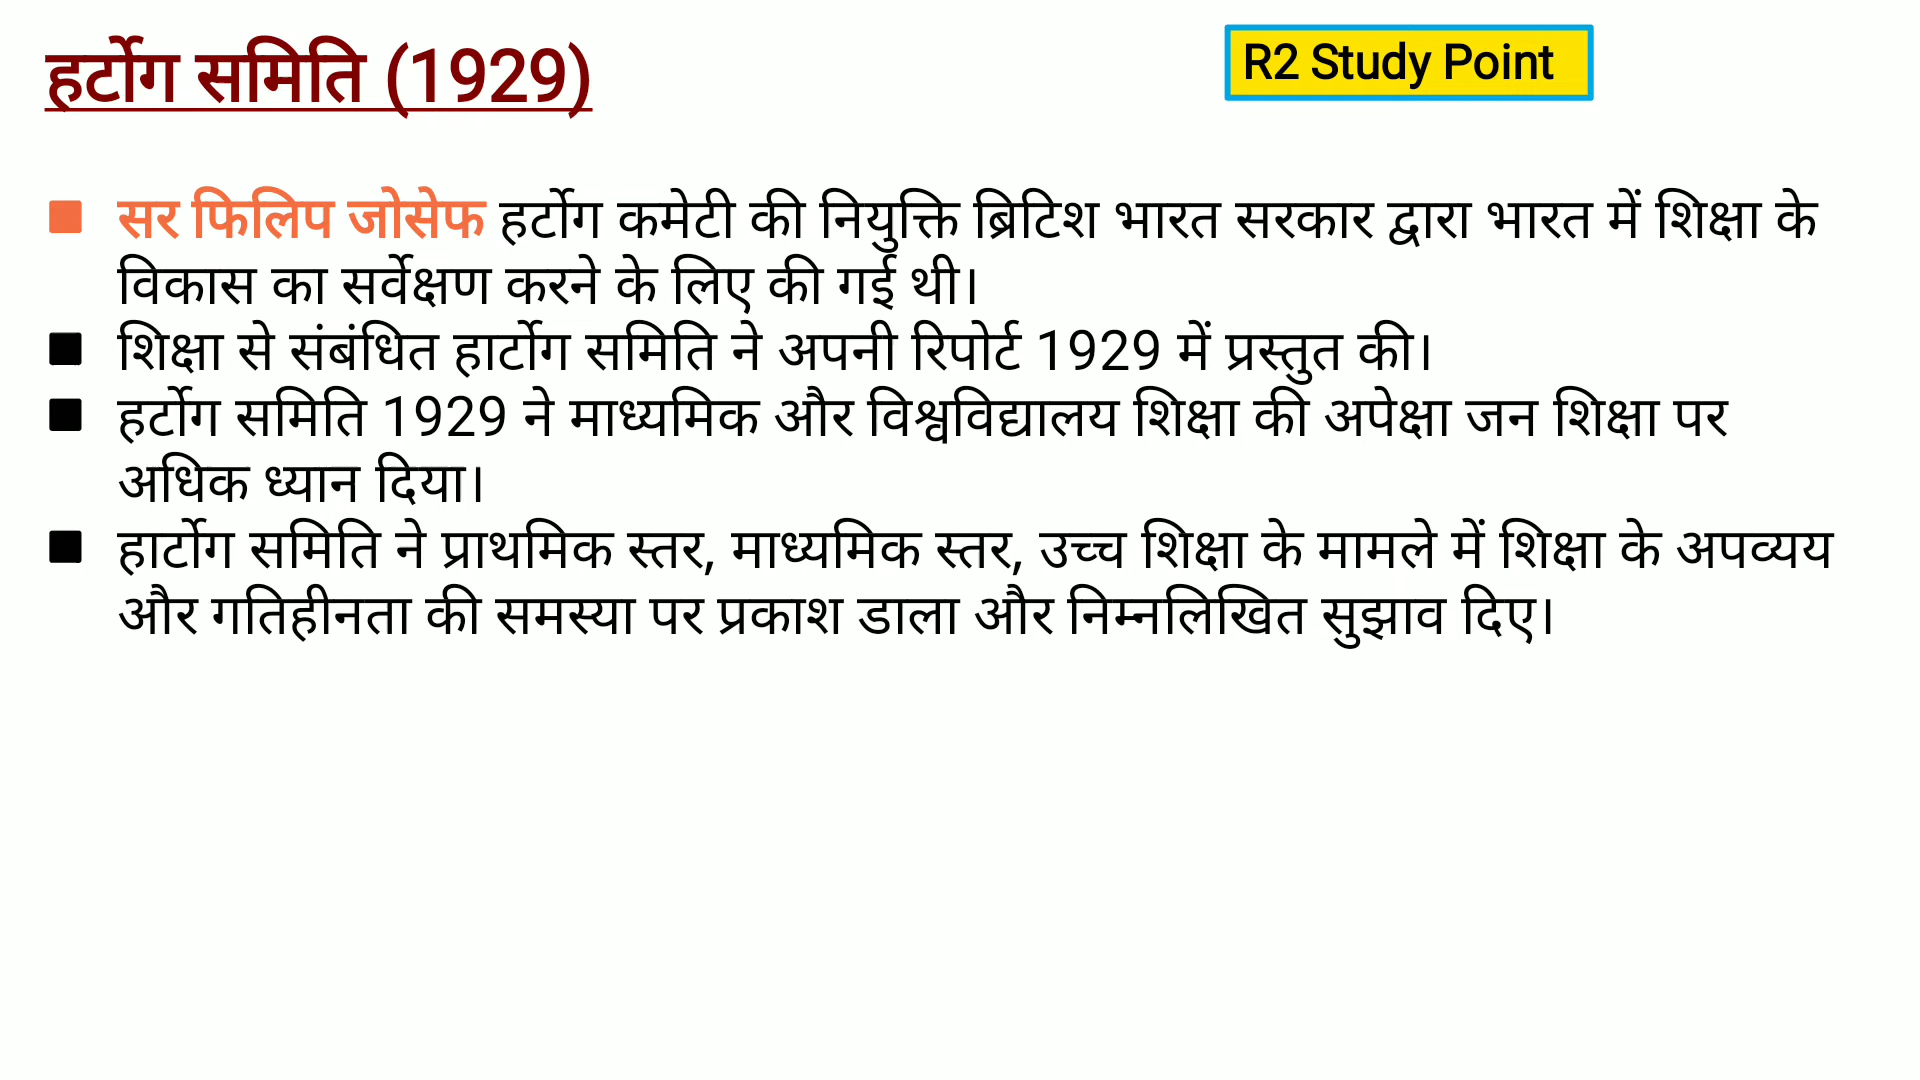 हर्टोग समिति (1929)
R2 Study Point
सर फिलिप जोसेफ हर्टोग कमेटी की नियुक्ति ब्रिटिश भारत सरकार द्वारा भारत में शिक्षा के
विकास का सर्वेक्षण करने के लिए की गई थी।
शिक्षा से संबंधित हार्टोग समिति ने अपनी रिपोर्ट 1929 में प्रस्तुत की।
हर्टोग समिति 1929 ने माध्यमिक और विश्वविद्यालय शिक्षा की अपेक्षा जन शिक्षा पर
अधिक ध्यान दिया।
हार्टोग समिति ने प्राथमिक स्तर, माध्यमिक स्तर, उच्च शिक्षा के मामले में शिक्षा के अपव्यय
और गतिहीनता की समस्या पर प्रकाश डाला और निम्नलिखित सुझाव दिए।